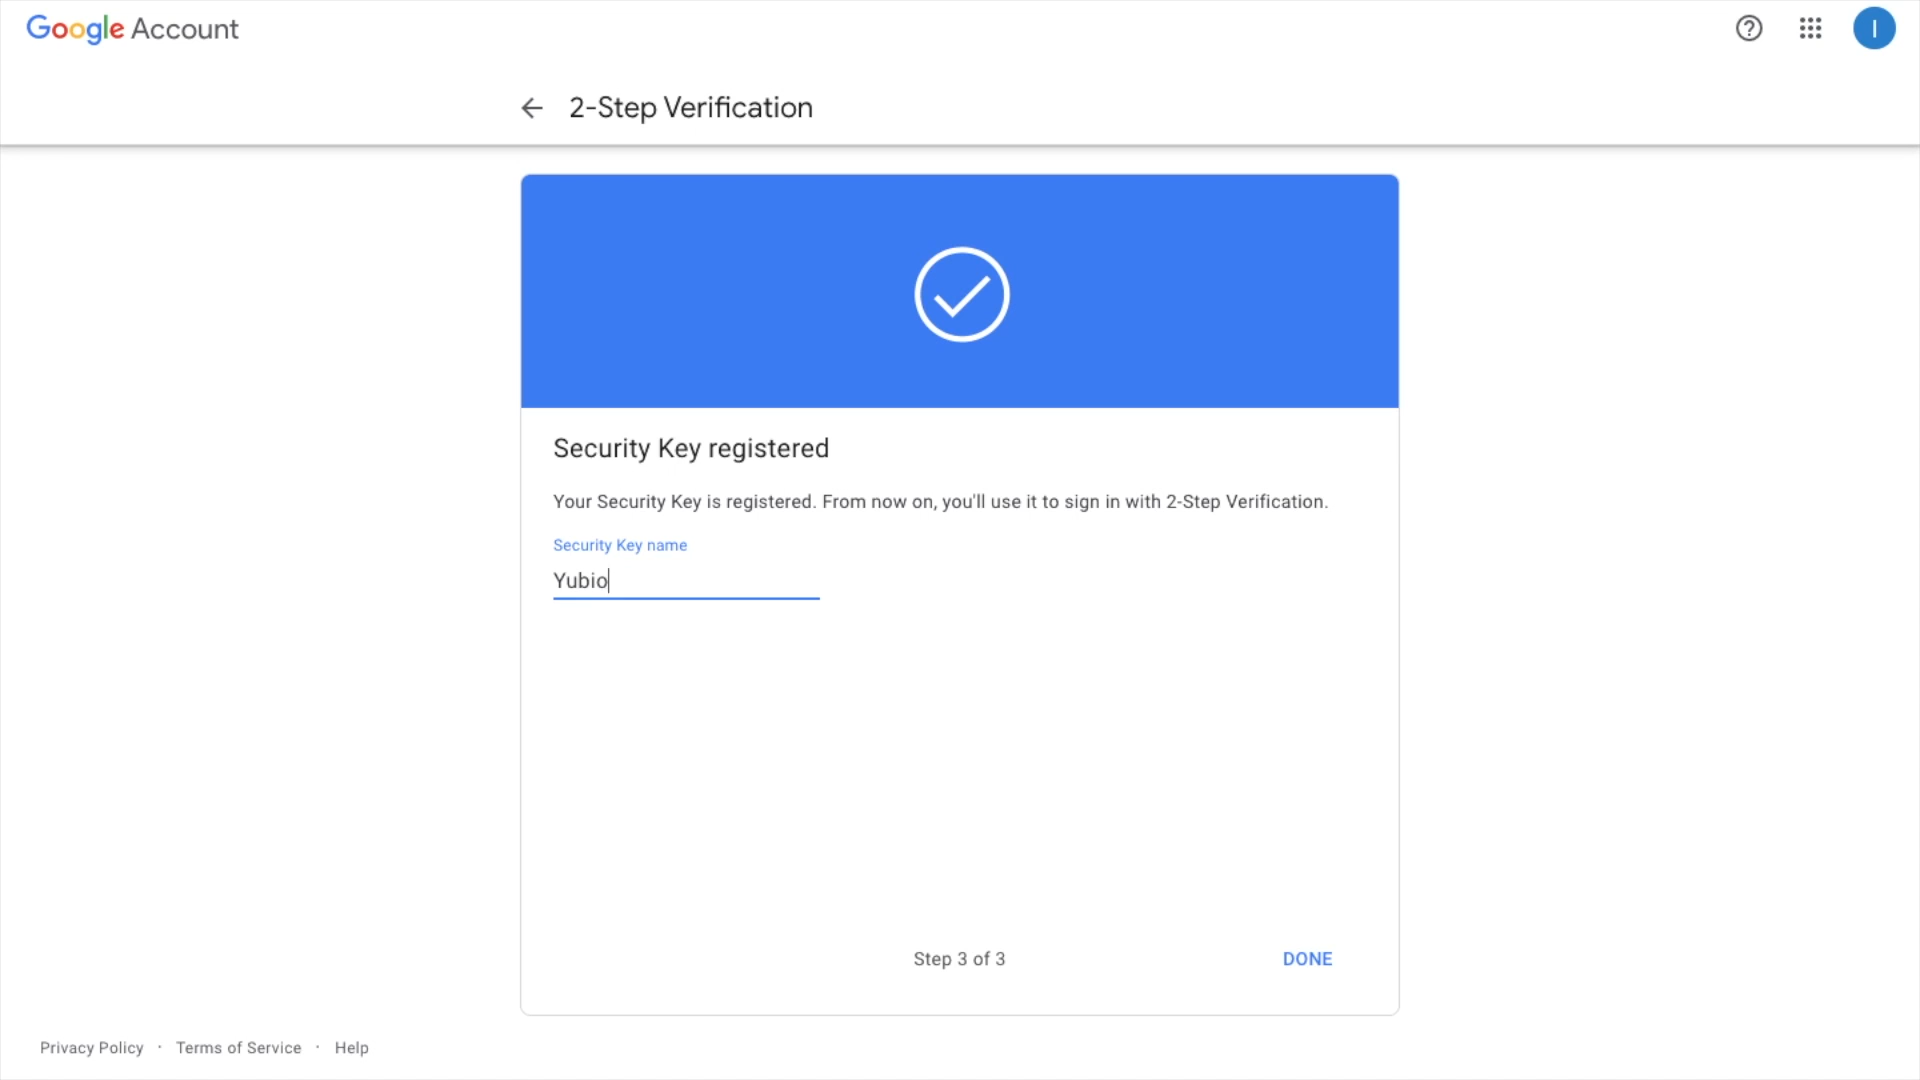 Google Account
I
2-Step Verification
Security Key registered
Your Security Key is registered. From now on, you'll use it to sign in with 2-Step Verification.
Security Key name
Yubio
Step 3 of 3
DONE
Privacy Policy · Terms of Service · Help